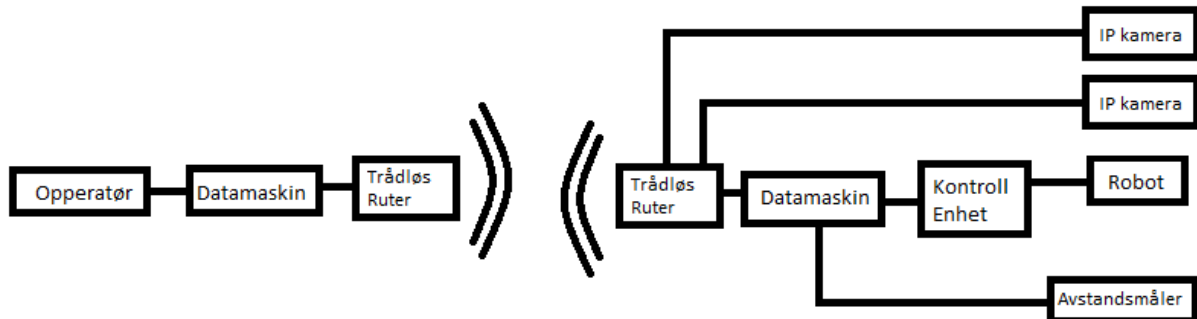 IP kamera
IP kamera
Opperatør
Datamaskin
Trådløs
Ruter
Trådløs
Ruter
Datamaskin
Kontroll
Enhet
Robot
Avstandsmåler